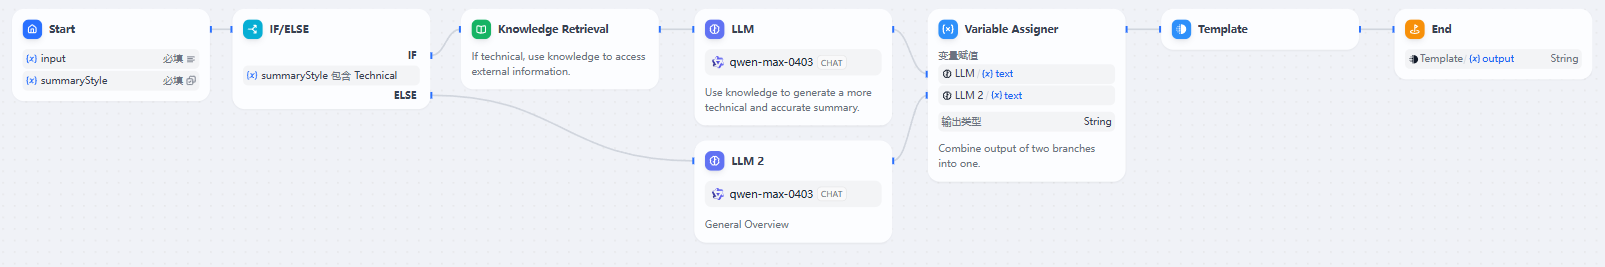 Start
{x} input 必填
{x} summaryStyle 必填
IF/ELSE
IF
{x} summaryStyle 包含 Technical
ELSE
Knowledge Retrieval
If technical, use knowledge to access
external information.
LLM
qwen-max-0403 CHAT
Use knowledge to generate a more
technical and accurate summary.
LLM 2
qwen-max-0403 CHAT
General Overview
Variable Assigner
变量赋值
LLM / {x} text
LLM 2 / {x} text
输出类型 String
Combine output of two branches
into one.
Template
End
Template / {x} output String